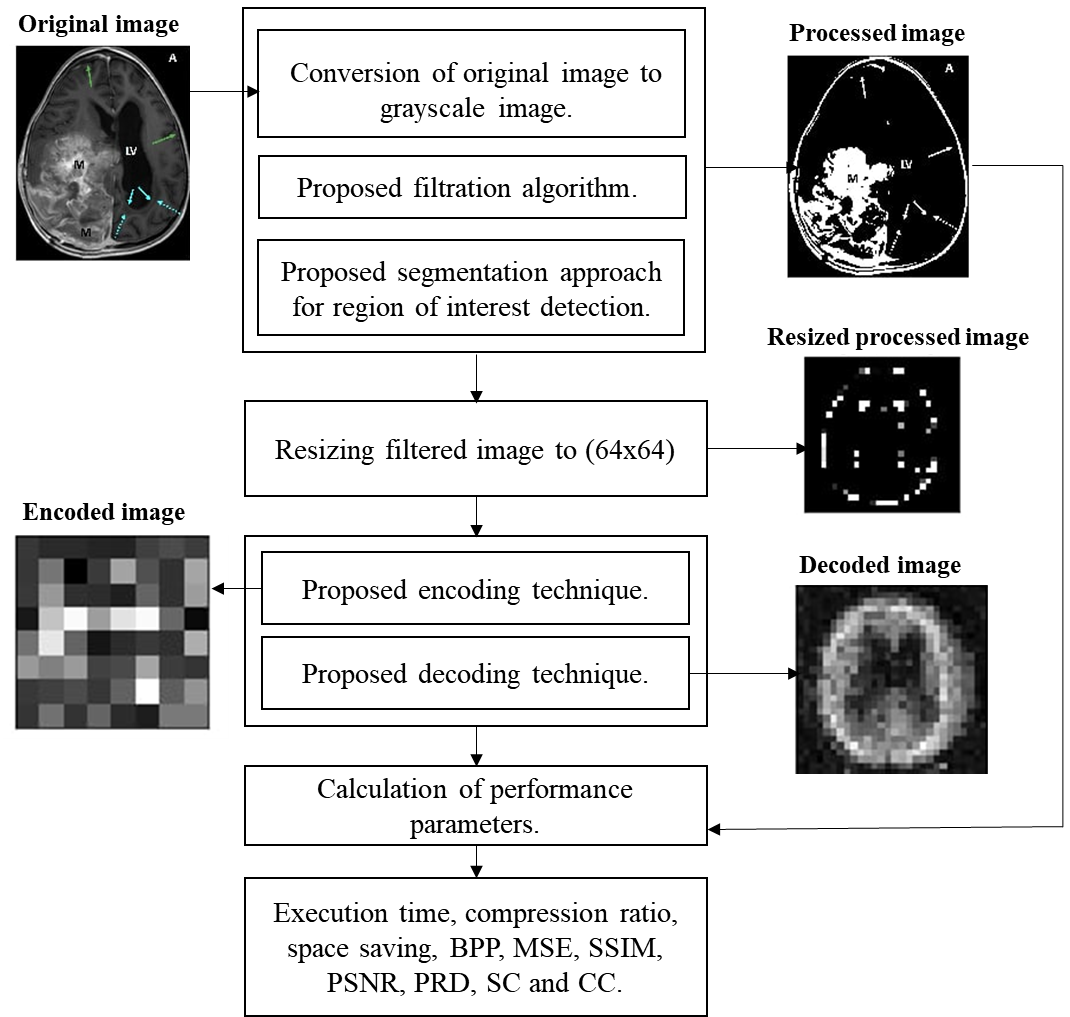 Original image
A
LV
M
M
Conversion of original image to
grayscale image.
Proposed filtration algorithm.
Proposed segmentation approach
for region of interest detection.
Processed image
A
LV
M
Resizing filtered image to (64x64)
Resized processed image
Encoded image
Proposed encoding technique.
Proposed decoding technique.
Decoded image
Calculation of performance
parameters.
Execution time, compression ratio,
space saving, BPP, MSE, SSIM,
PSNR, PRD, SC and CC.